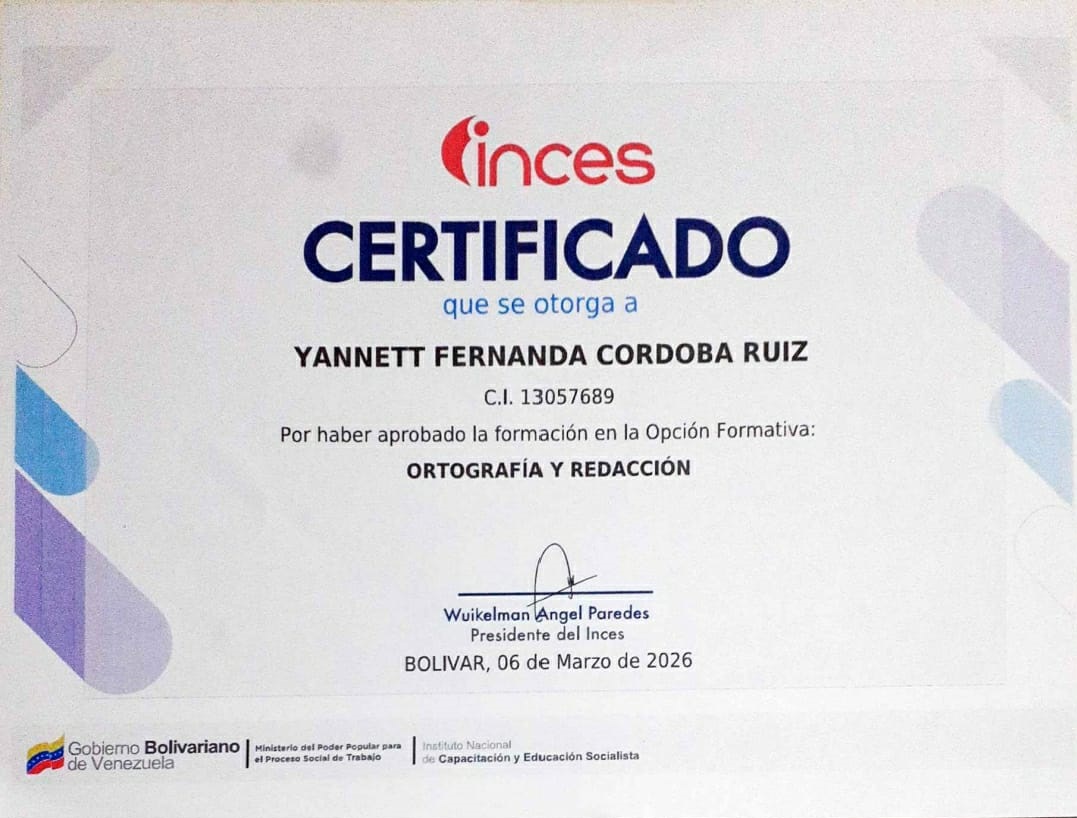 inces
CERTIFICADO
que se otorga a
YANNETT FERNANDA CORDOBA RUIZ
C.I. 13057689
Por haber aprobado la formación en la Opción Formativa:
ORTOGRAFÍA Y REDACCIÓN
Wuikelman Angel Paredes
Presidente del Inces
BOLIVAR, 06 de Marzo de 2026
Gobierno Bolivariano
de Venezuela
Ministerio del Poder Popular para
el Proceso Social de Trabajo
Instituto Nacional
de Capacitación y Educación Socialista